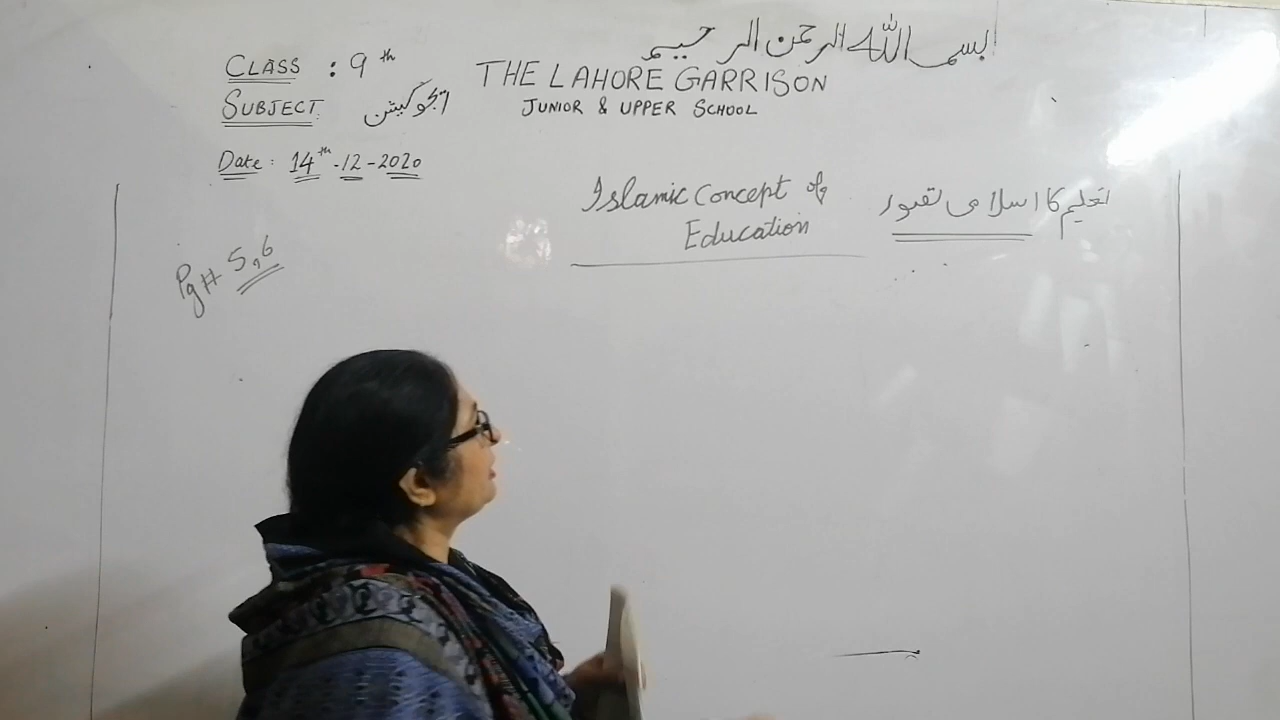 بسم اللہ الرحمن الرحیم
CLASS : 9th
THE LAHORE GARRISON
SUBJECT ایجوکیشن
JUNIOR & UPPER SCHOOL
Date: 14th-12-2020
Islamic Concept of
Education
تعلیم کا اسلامی تصور
Pg# 5,6